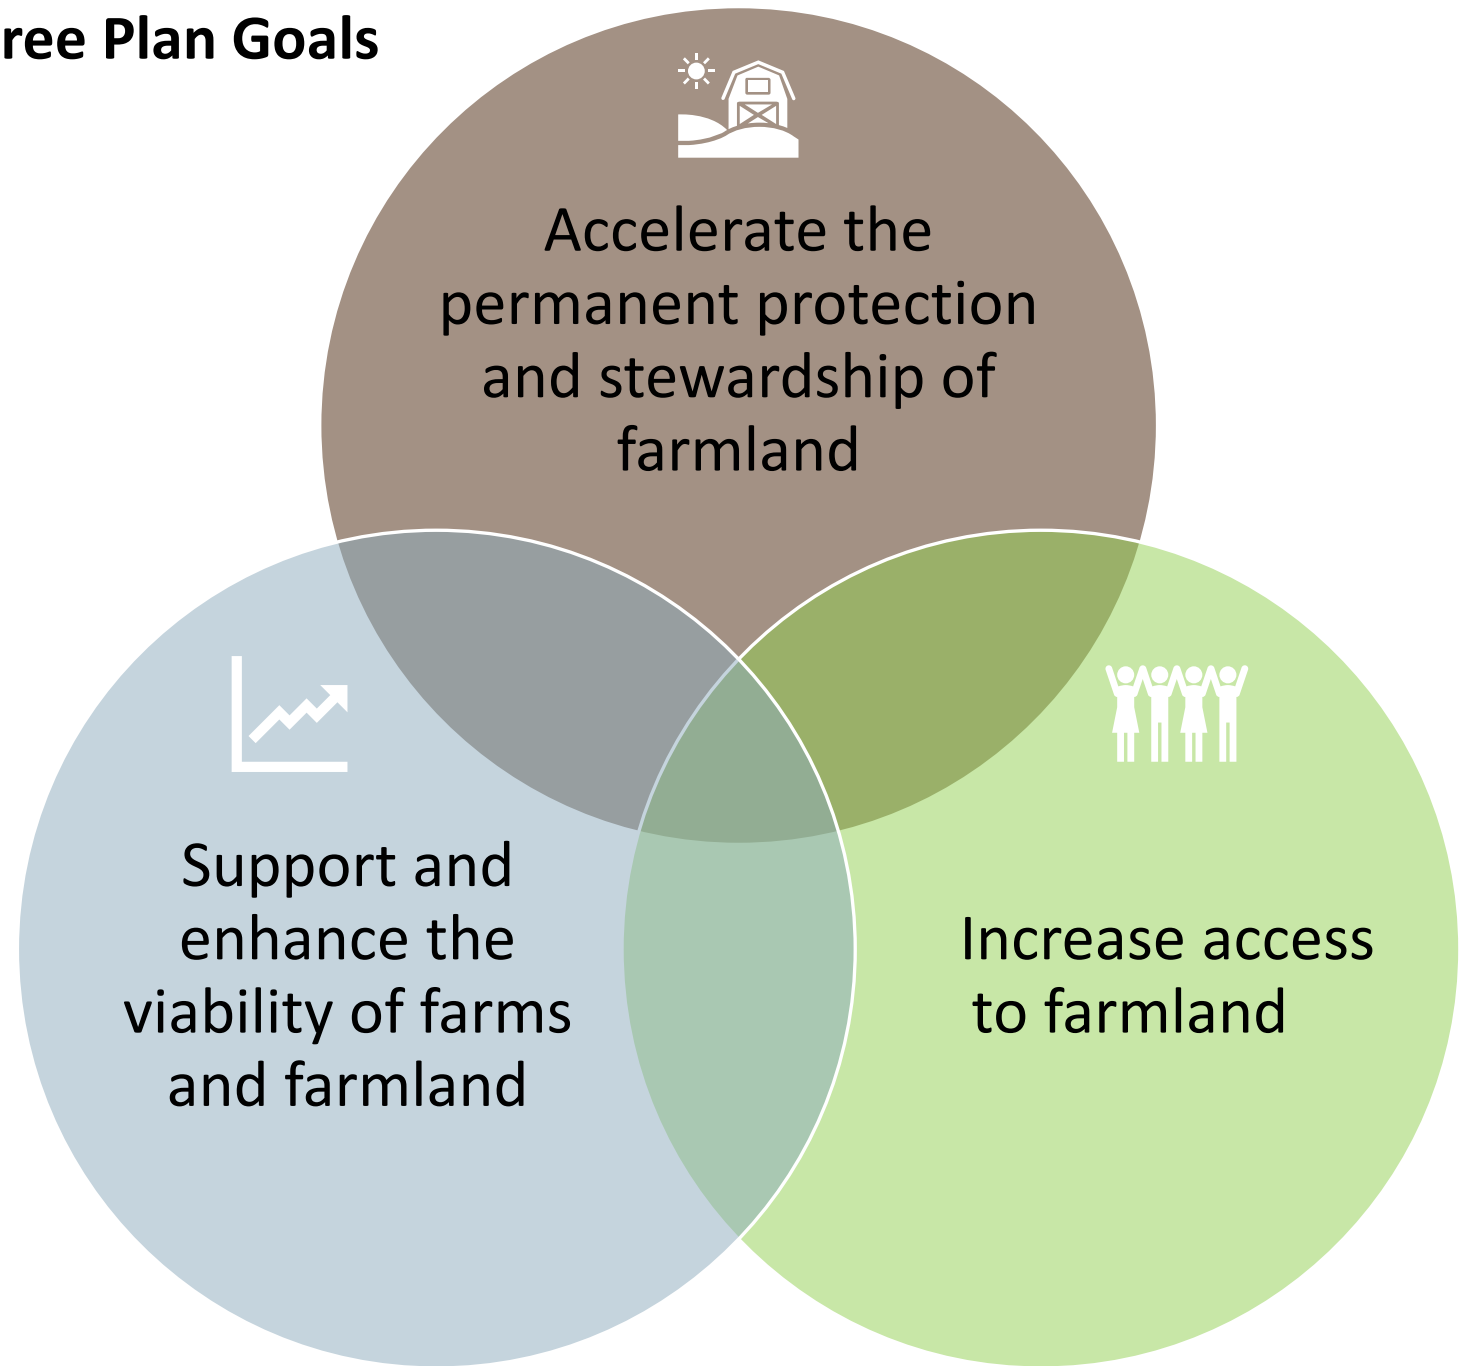 ree Plan Goals
Accelerate the
permanent protection
and stewardship of
farmland
Support and
enhance the
viability of farms
and farmland
Increase access
to farmland